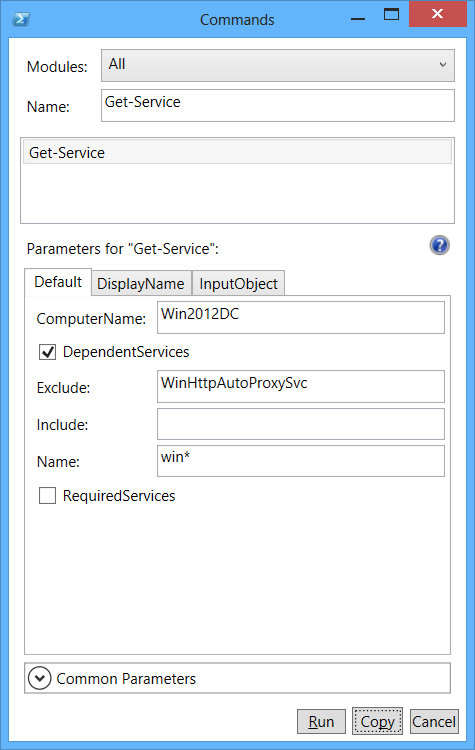 Commands
Modules: All
Name: Get-Service
Get-Service
Parameters for "Get-Service": ?
Default DisplayName InputObject
ComputerName: Win2012DC
DependentServices
Exclude: WinHttpAutoProxySvc
Include:
Name: win*
RequiredServices
Common Parameters
Run Copy Cancel